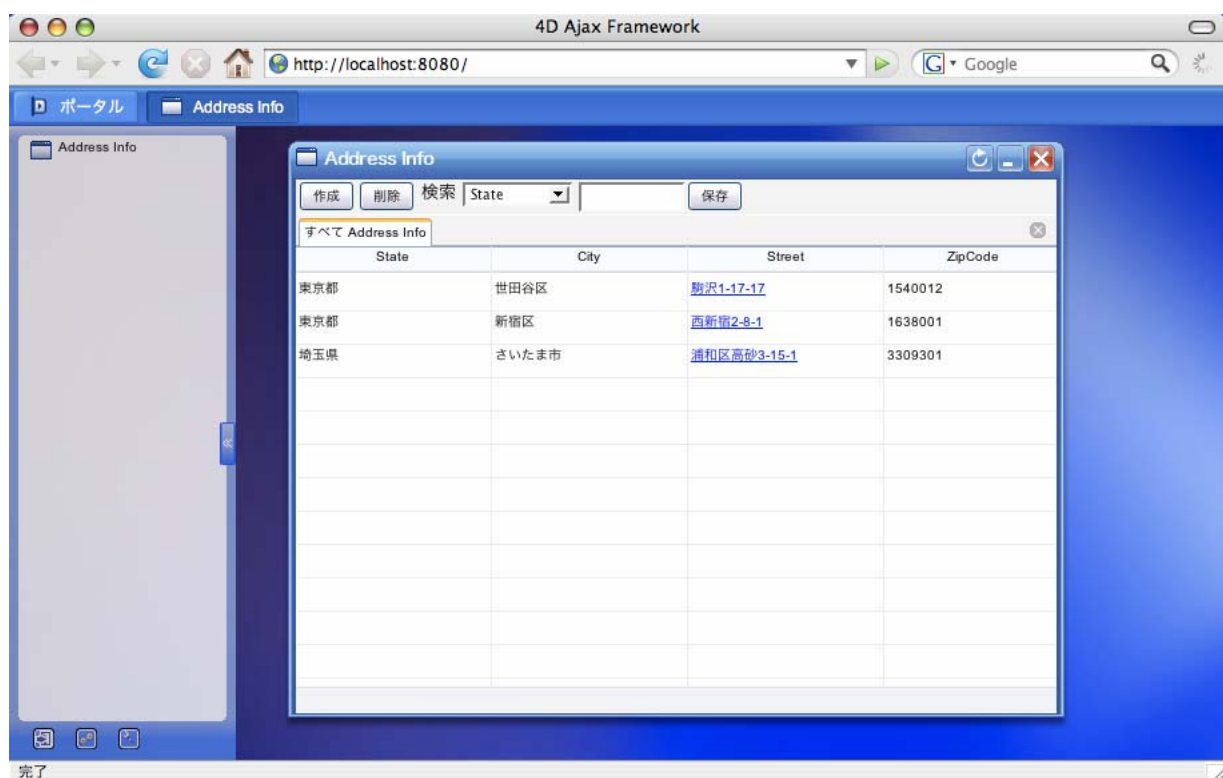 4D Ajax Framework
http://localhost:8080/
G Google
ポータル Address Info
Address Info
Address Info
作成 削除 検索 State 保存
すべて Address Info
State City Street ZipCode
東京都 世田谷区 駒沢1-17-17 1540012
東京都 新宿区 西新宿2-8-1 1638001
埼玉県 さいたま市 浦和区高砂3-15-1 3309301
完了